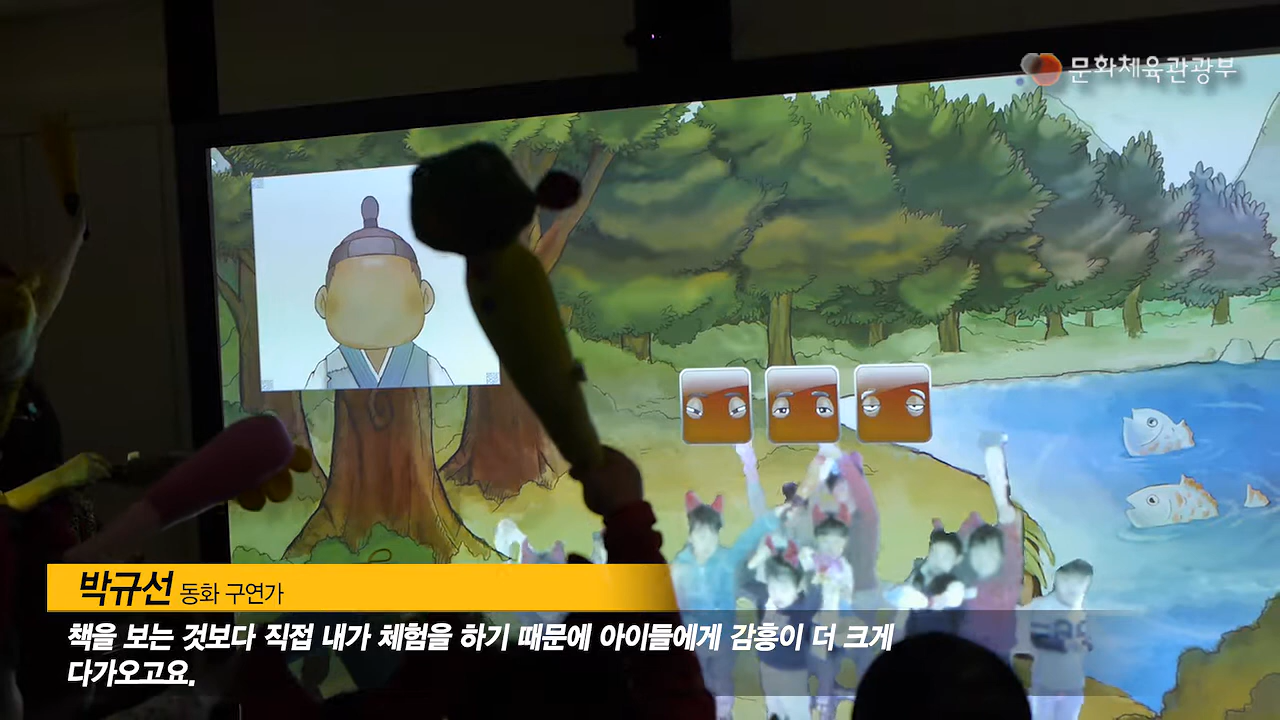 문화체육관광부
박규선 동화 구연가
책을 보는 것보다 직접 내가 체험을 하기 때문에 아이들에게 감흥이 더 크게
다가오고요.